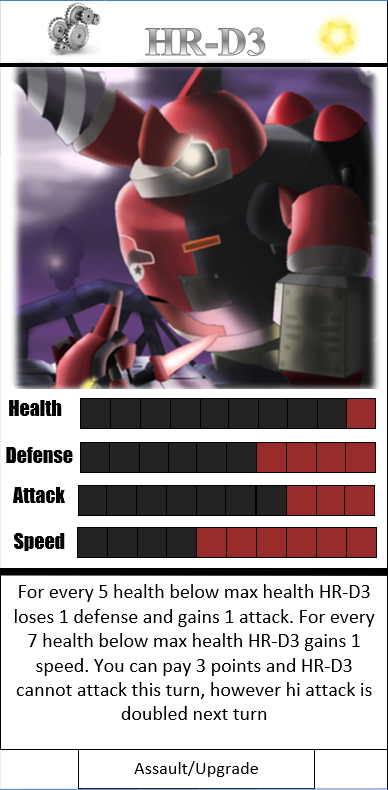 HR-D3
Health
Defense
Attack
Speed
For every 5 health below max health HR-D3
loses 1 defense and gains 1 attack. For every
7 health below max health HR-D3 gains 1
speed. You can pay 3 points and HR-D3
cannot attack this turn, however hi attack is
doubled next turn
Assault/Upgrade